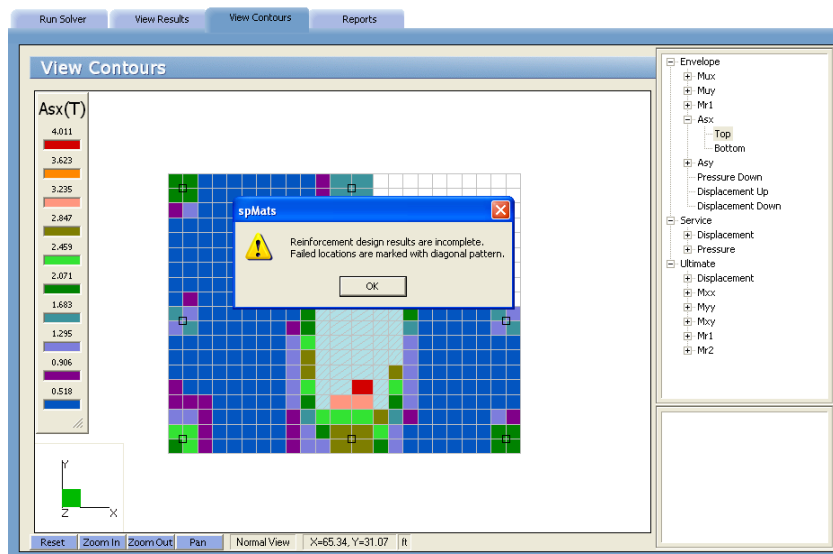 Run Solver
View Results
View Contours
Reports
View Contours
Asx(T)
4.011
3.623
3.235
2.847
2.459
2.071
1.683
1.295
0.906
0.518
spMats
Reinforcement design results are incomplete.
Failed locations are marked with diagonal pattern.
OK
Y
Z
X
Envelope
Mux
Muy
Mr1
Asx
Top
Bottom
Asy
Pressure Down
Displacement Up
Displacement Down
Service
Displacement
Pressure
Ultimate
Displacement
Mxx
Myy
Mxy
Mr1
Mr2
Reset
Zoom In
Zoom Out
Pan
Normal View
X=65.34, Y=31.07
ft